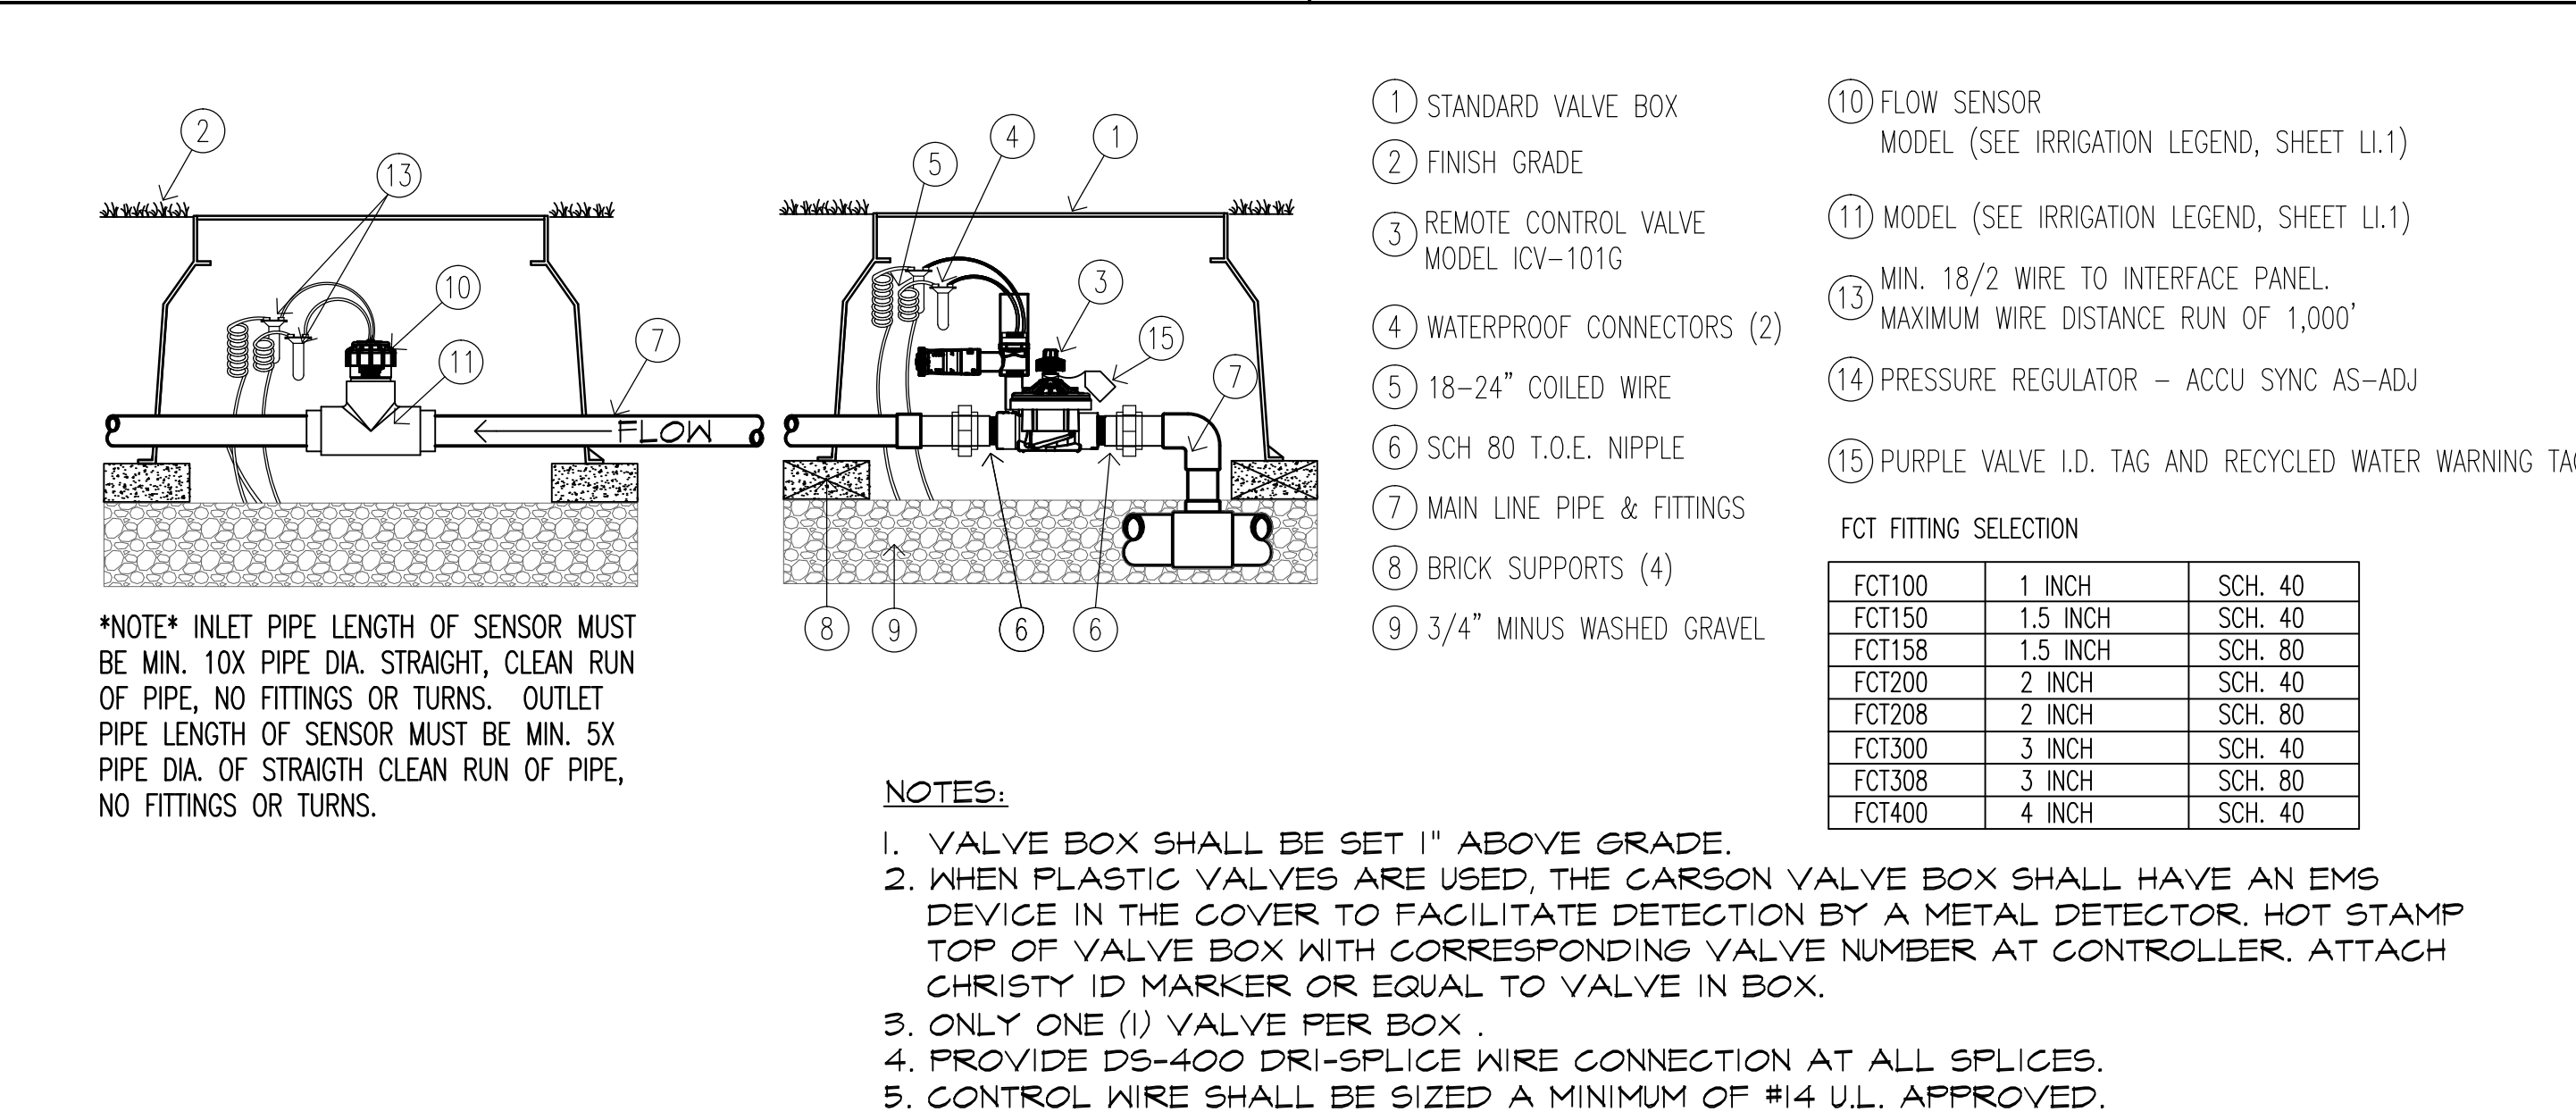 2
13
10
11
7
FLOW
5
4
1
3
15
7
8
9
6
6
*NOTE* INLET PIPE LENGTH OF SENSOR MUST
BE MIN. 10X PIPE DIA. STRAIGHT, CLEAN RUN
OF PIPE, NO FITTINGS OR TURNS. OUTLET
PIPE LENGTH OF SENSOR MUST BE MIN. 5X
PIPE DIA. OF STRAIGTH CLEAN RUN OF PIPE,
NO FITTINGS OR TURNS.
1 STANDARD VALVE BOX
2 FINISH GRADE
3 REMOTE CONTROL VALVE
MODEL ICV-101G
4 WATERPROOF CONNECTORS (2)
5 18-24" COILED WIRE
6 SCH 80 T.O.E. NIPPLE
7 MAIN LINE PIPE & FITTINGS
8 BRICK SUPPORTS (4)
9 3/4" MINUS WASHED GRAVEL
10 FLOW SENSOR
MODEL (SEE IRRIGATION LEGEND, SHEET LI.1)
11 MODEL (SEE IRRIGATION LEGEND, SHEET LI.1)
13 MIN. 18/2 WIRE TO INTERFACE PANEL.
MAXIMUM WIRE DISTANCE RUN OF 1,000'
14 PRESSURE REGULATOR - ACCU SYNC AS-ADJ
15 PURPLE VALVE I.D. TAG AND RECYCLED WATER WARNING
FCT FITTING SELECTION
FCT100 1 INCH SCH. 40
FCT150 1.5 INCH SCH. 40
FCT158 1.5 INCH SCH. 80
FCT200 2 INCH SCH. 40
FCT208 2 INCH SCH. 80
FCT300 3 INCH SCH. 40
FCT308 3 INCH SCH. 80
FCT400 4 INCH SCH. 40
NOTES:
1. VALVE BOX SHALL BE SET 1" ABOVE GRADE.
2. WHEN PLASTIC VALVES ARE USED, THE CARSON VALVE BOX SHALL HAVE AN EMS
DEVICE IN THE COVER TO FACILITATE DETECTION BY A METAL DETECTOR. HOT STAMP
TOP OF VALVE BOX WITH CORRESPONDING VALVE NUMBER AT CONTROLLER. ATTACH
CHRISTY ID MARKER OR EQUAL TO VALVE IN BOX.
3. ONLY ONE (1) VALVE PER BOX .
4. PROVIDE DS-400 DRI-SPLICE WIRE CONNECTION AT ALL SPLICES.
5. CONTROL WIRE SHALL BE SIZED A MINIMUM OF #14 U.L. APPROVED.